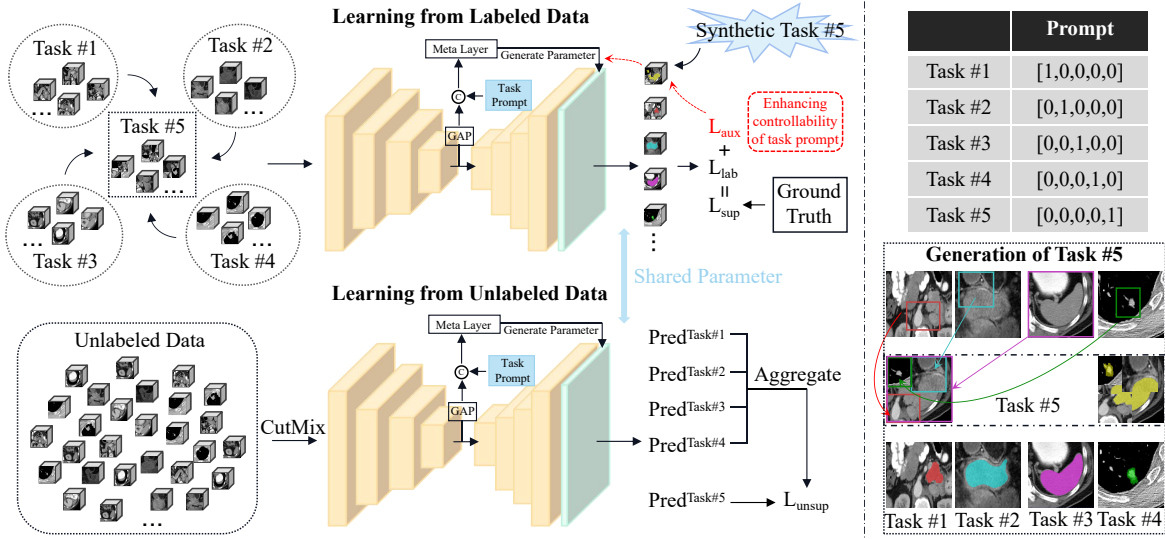 Learning from Labeled Data
Task #1
Task #2
Task #5
...
...
...
...
...
Task #3
Task #4
Meta Layer
Generate Parameter
C
Task
Prompt
GAP
Synthetic Task #5
Enhancing
controllability
of task prompt
L_aux
+
L_lab
=
L_sup
Ground
Truth
...
Shared Parameter
Learning from Unlabeled Data
Unlabeled Data
...
CutMix
Meta Layer
Generate Parameter
C
Task
Prompt
GAP
Pred^Task#1
Pred^Task#2
Pred^Task#3
Pred^Task#4
Aggregate
Pred^Task#5
L_unsup
Prompt
Task #1 [1,0,0,0,0]
Task #2 [0,1,0,0,0]
Task #3 [0,0,1,0,0]
Task #4 [0,0,0,1,0]
Task #5 [0,0,0,0,1]
Generation of Task #5
Task #5
Task #1 Task #2 Task #3 Task #4